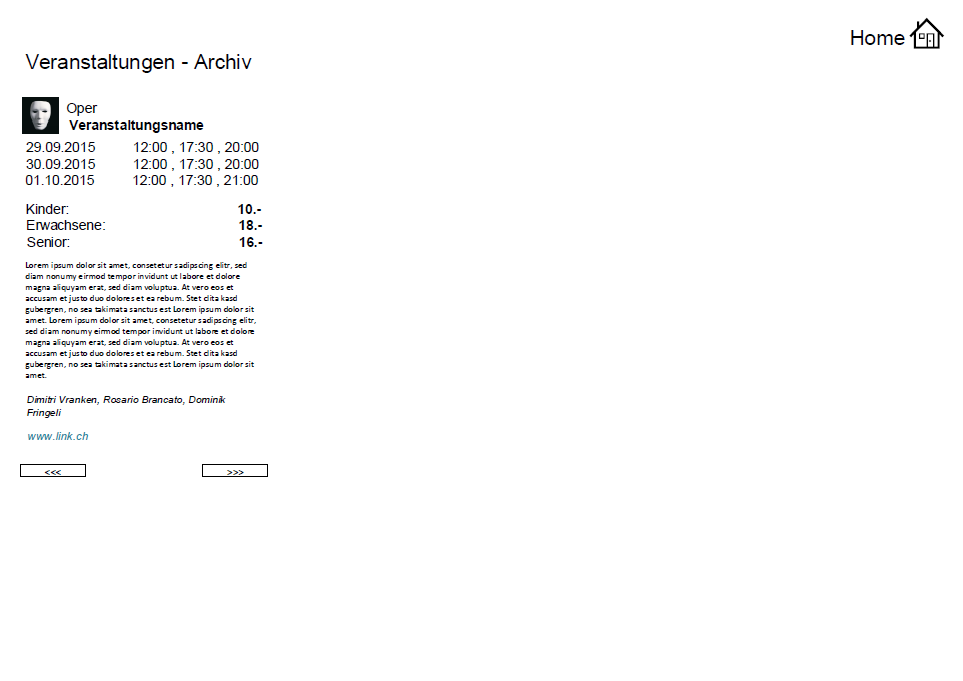 Home
Veranstaltungen - Archiv
Oper
Veranstaltungsname
29.09.2015 12:00 , 17:30 , 20:00
30.09.2015 12:00 , 17:30 , 20:00
01.10.2015 12:00 , 17:30 , 21:00
Kinder: 10.-
Erwachsene: 18.-
Senior: 16.-
Lorem ipsum dolor sit amet, consetetur sadipscing elitr, sed
diam nonumy eirmod tempor invidunt ut labore et dolore
magna aliquyam erat, sed diam voluptua. At vero eos et
accusam et justo duo dolores et ea rebum. Stet clita kasd
gubergren, no sea takimata sanctus est Lorem ipsum dolor sit
amet. Lorem ipsum dolor sit amet, consetetur sadipscing elitr,
sed diam nonumy eirmod tempor invidunt ut labore et dolore
magna aliquyam erat, sed diam voluptua. At vero eos et
accusam et justo duo dolores et ea rebum. Stet clita kasd
gubergren, no sea takimata sanctus est Lorem ipsum dolor sit
amet.
Dimitri Vranken, Rosario Brancato, Dominik
Fringeli
www.link.ch
<<< >>>